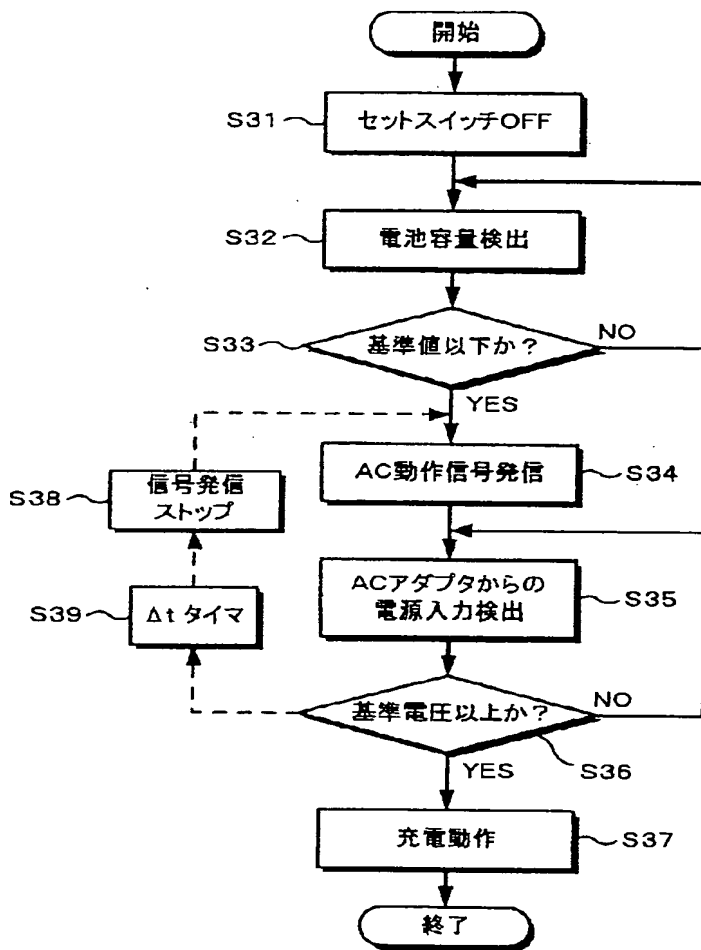 開始
S31
セットスイッチOFF
S32
電池容量検出
S33
基準値以下か?
NO
YES
AC動作信号発信
S34
S38
信号発信
ストップ
ACアダプタからの
電源入力検出
S35
S39
Δtタイマ
基準電圧以上か?
NO
YES
S36
充電動作
S37
終了